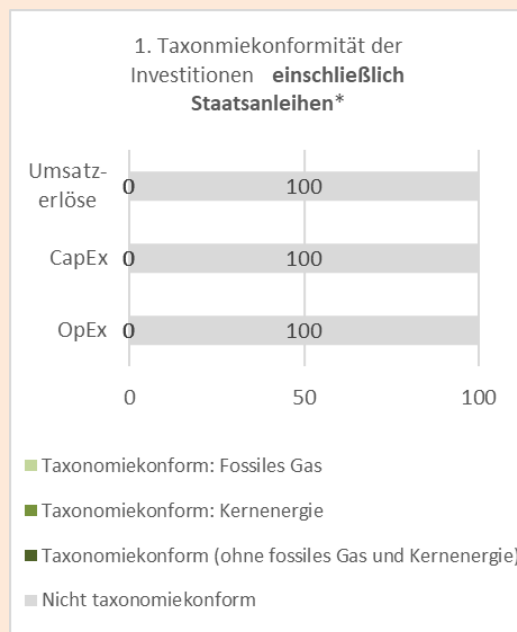 1. Taxonmiekonformität der
Investitionen einschließlich
Staatsanleihen*
Umsatz-
erlöse
0 100
CapEx 0 100
OpEx 0 100
0 50 100
Taxonomiekonform: Fossiles Gas
Taxonomiekonform: Kernenergie
Taxonomiekonform (ohne fossiles Gas und Kernenergie)
Nicht taxonomiekonform